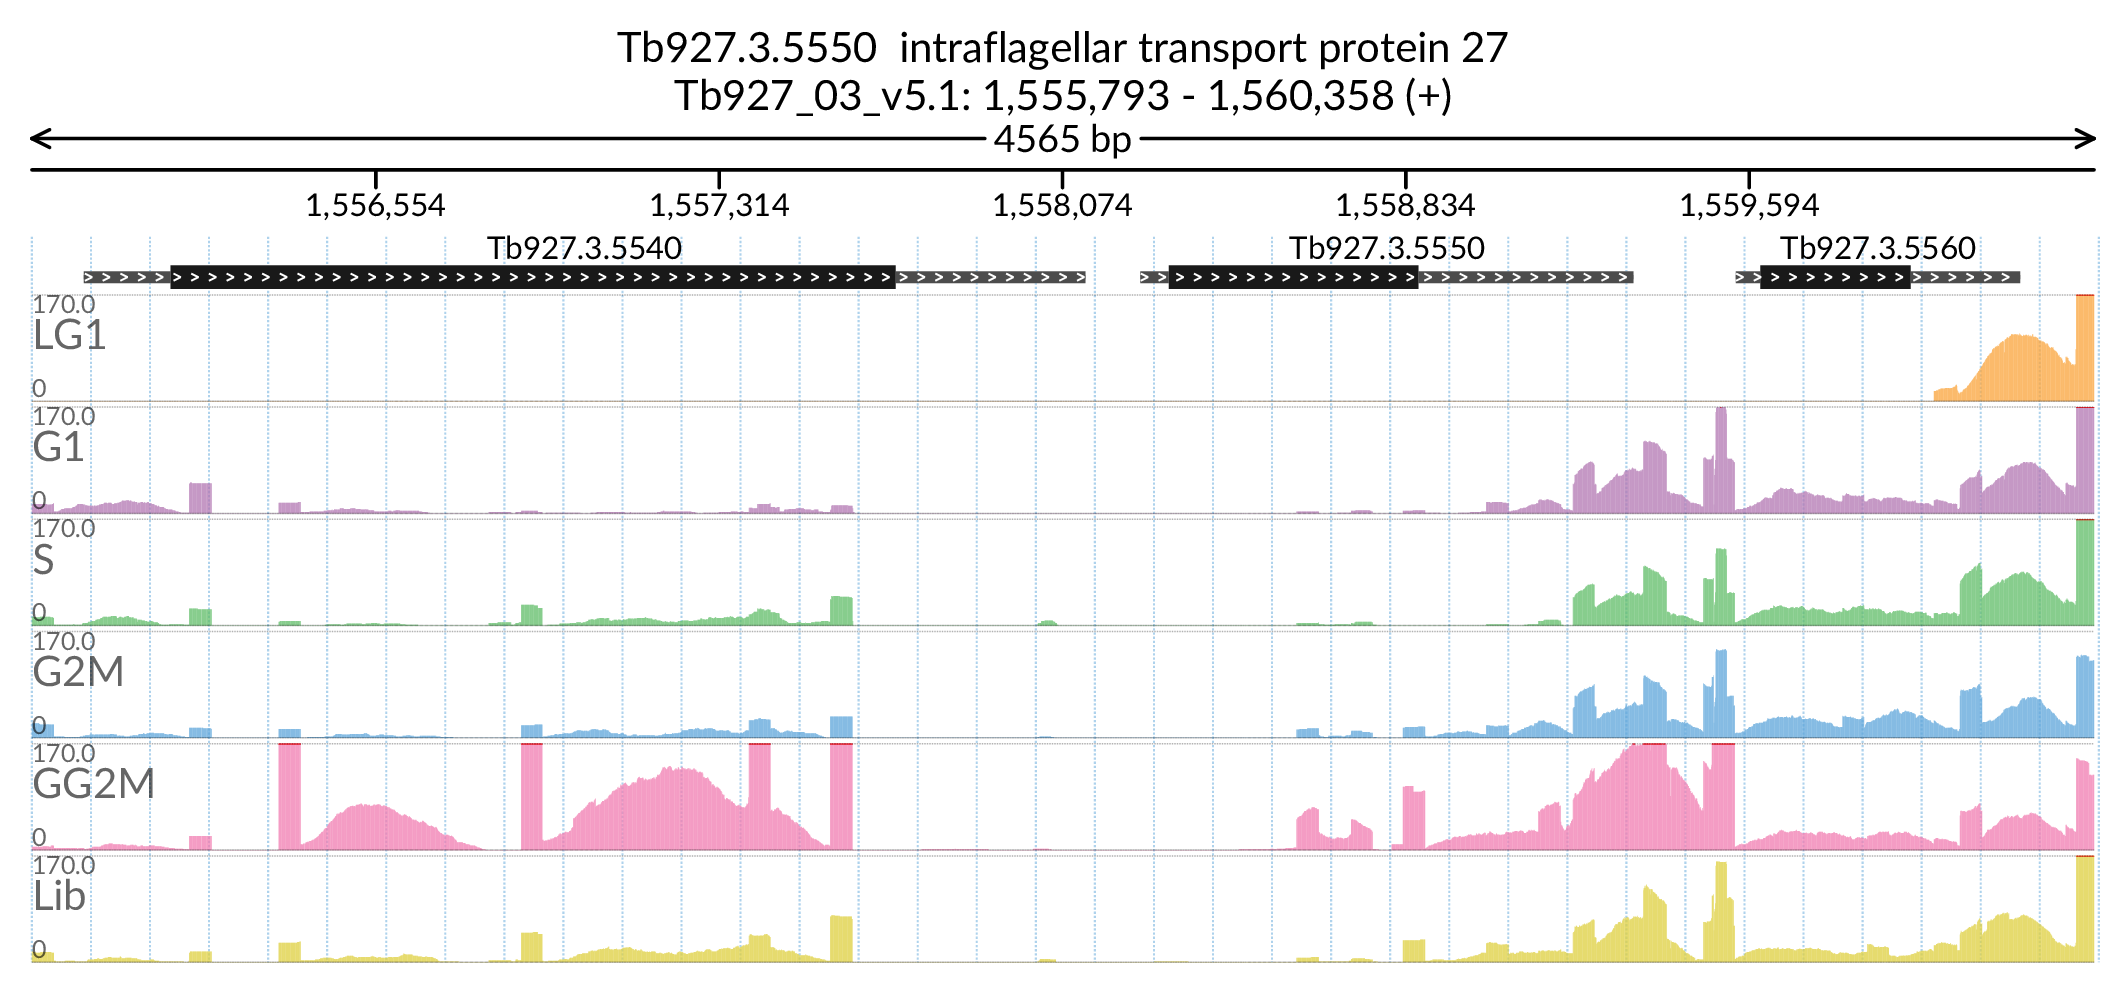 Tb927.3.5550  intraflagellar transport protein 27
Tb927_03_v5.1: 1,555,793 - 1,560,358 (+)
4565 bp
1,556,554 1,557,314 1,558,074 1,558,834 1,559,594
Tb927.3.5540 Tb927.3.5550 Tb927.3.5560
170.0
LG1
0
170.0
G1
0
170.0
S
0
170.0
G2M
0
170.0
GG2M
0
170.0
Lib
0